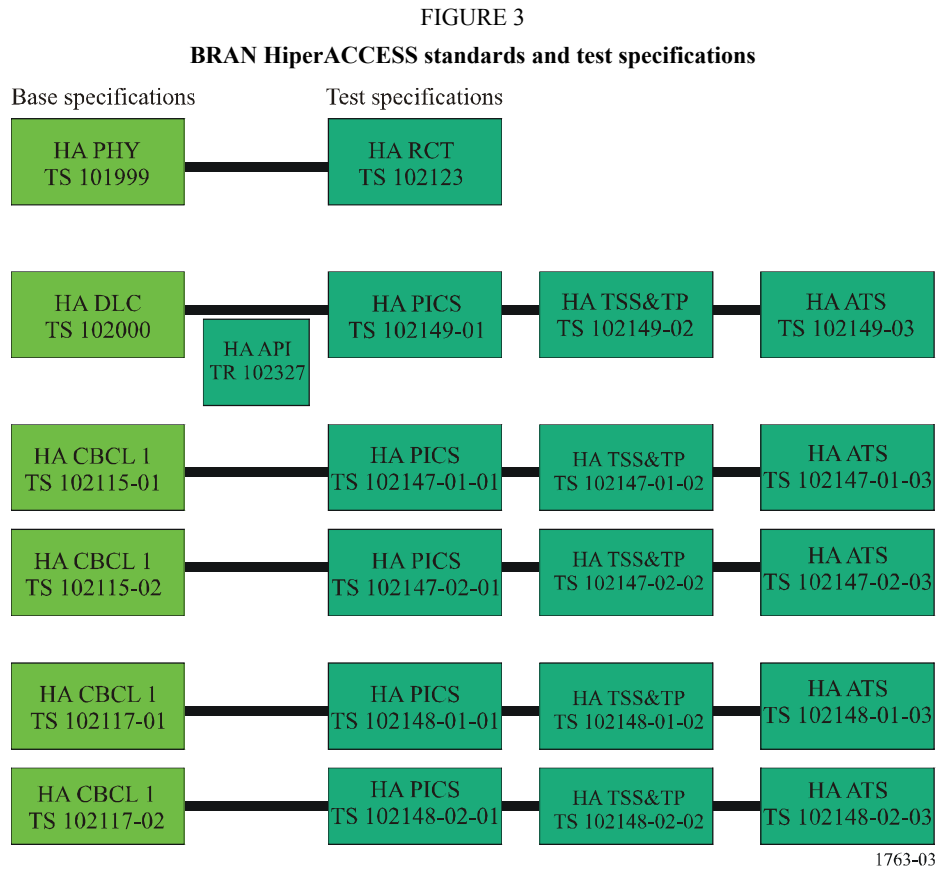 FIGURE 3
BRAN HiperACCESS standards and test specifications
Base specifications
Test specifications
HA PHY
TS 101999
HA RCT
TS 102123
HA DLC
TS 102000
HA API
TR 102327
HA PICS
TS 102149-01
HA TSS&TP
TS 102149-02
HA ATS
TS 102149-03
HA CBCL 1
TS 102115-01
HA PICS
TS 102147-01-01
HA TSS&TP
TS 102147-01-02
HA ATS
TS 102147-01-03
HA CBCL 1
TS 102115-02
HA PICS
TS 102147-02-01
HA TSS&TP
TS 102147-02-02
HA ATS
TS 102147-02-03
HA CBCL 1
TS 102117-01
HA PICS
TS 102148-01-01
HA TSS&TP
TS 102148-01-02
HA ATS
TS 102148-01-03
HA CBCL 1
TS 102117-02
HA PICS
TS 102148-02-01
HA TSS&TP
TS 102148-02-02
HA ATS
TS 102148-02-03
1763-03